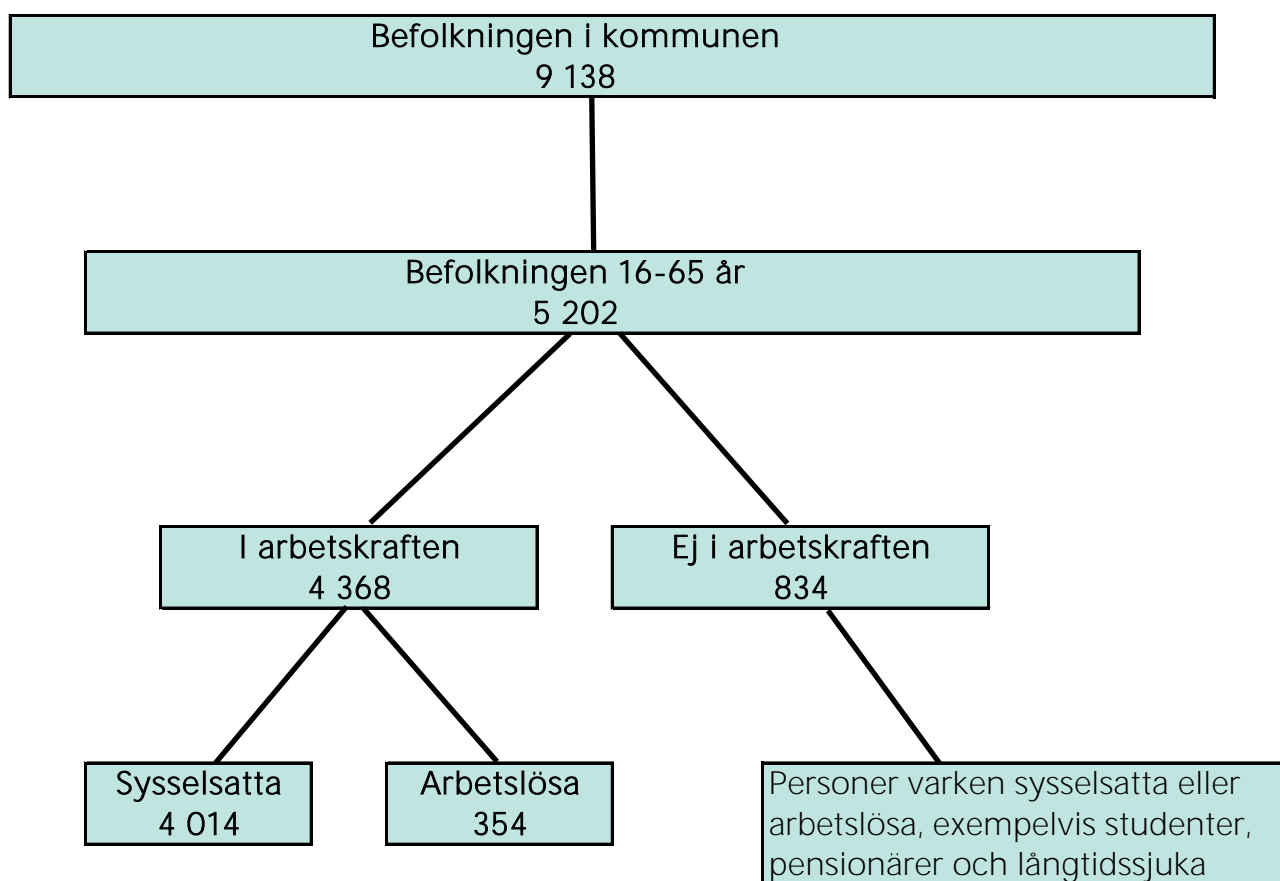 Befolkningen i kommunen
9 138
Befolkningen 16-65 år
5 202
I arbetskraften
4 368
Ej i arbetskraften
834
Sysselsatta
4 014
Arbetslösa
354
Personer varken sysselsatta eller
arbetslösa, exempelvis studenter,
pensionärer och långtidssjuka